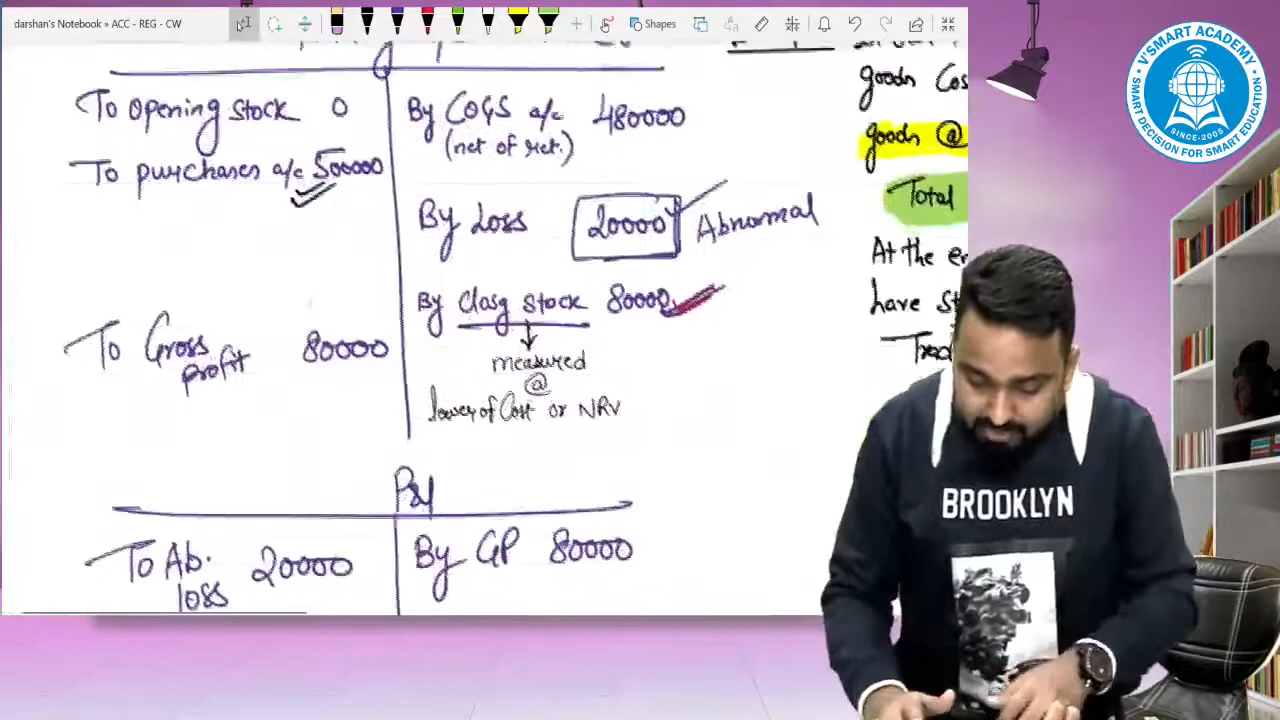 darshan's Notebook » ACC - REG - CW
Shapes
To opening stock 0
To purchases a/c 500000
To Gross profit 80000
By COGS a/c 480000
(net of ret.)
By Loss 20000 Abnormal
By Closg stock 80000
measured
@
lower of Cost or NRV
P&L
To Ab. loss 20000
By GP 80000
goods Cos
goods @
Total
At the en
have st
Trad
V'SMART ACADEMY
SINCE-2005
SMART DECISION FOR SMART EDUCATION
BROOKLYN